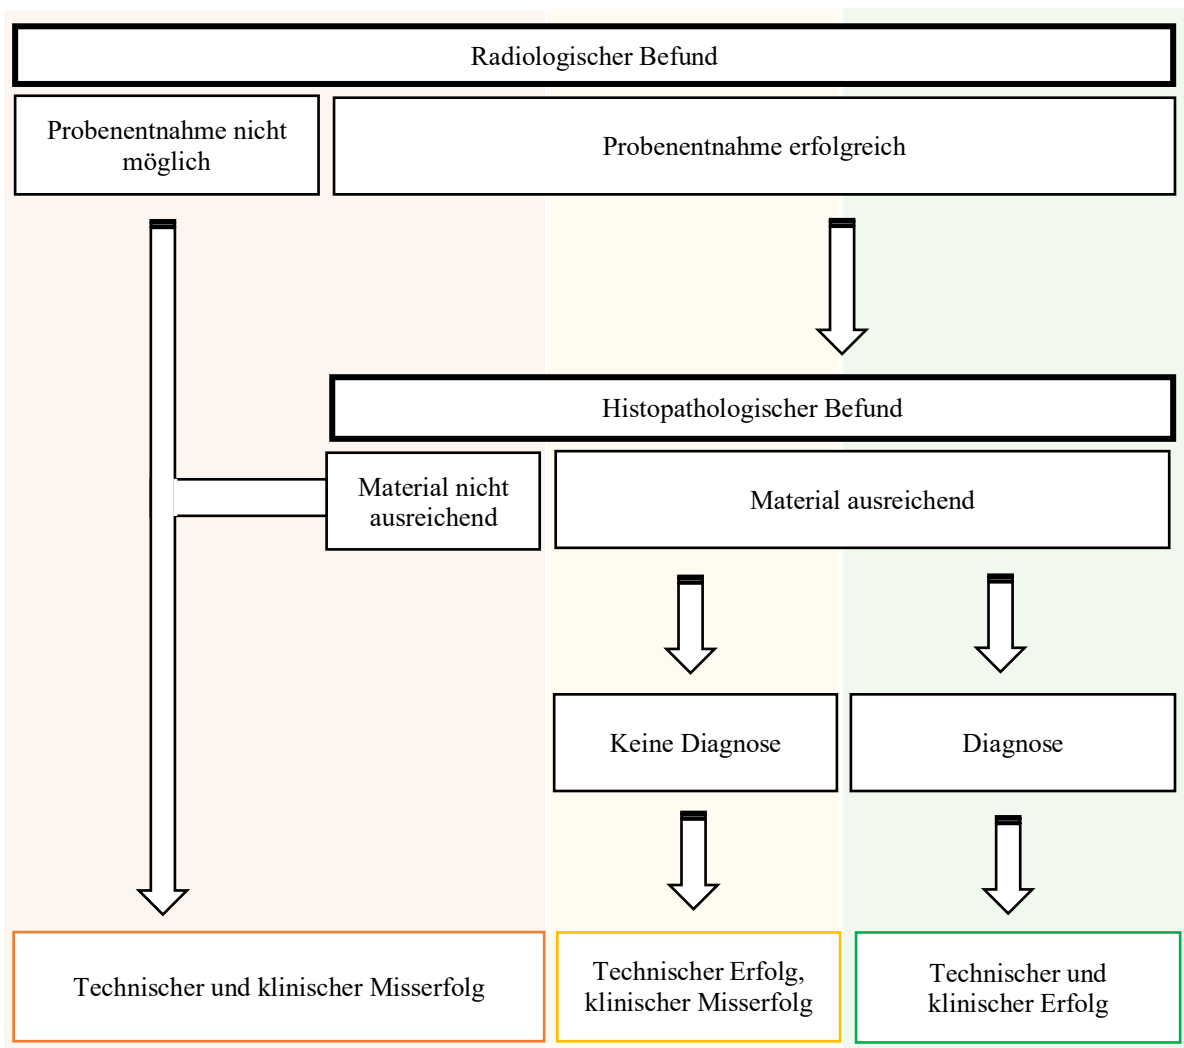 Radiologischer Befund
Probenentnahme nicht
möglich
Probenentnahme erfolgreich
Histopathologischer Befund
Material nicht
ausreichend
Material ausreichend
Keine Diagnose
Diagnose
Technischer und klinischer Misserfolg
Technischer Erfolg,
klinischer Misserfolg
Technischer und
klinischer Erfolg